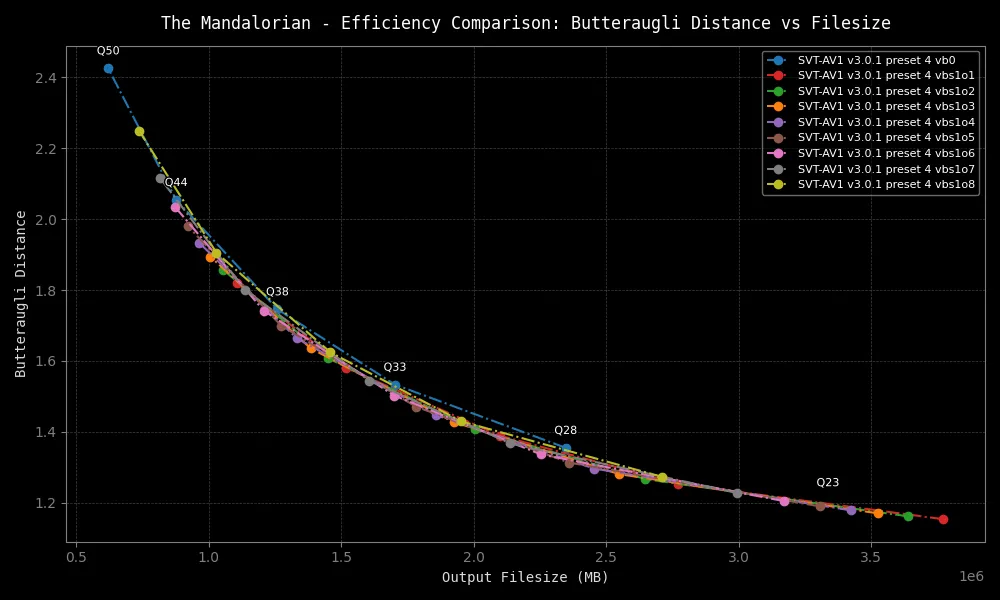 The Mandalorian - Efficiency Comparison: Butteraugli Distance vs Filesize
Q50
Q44
Q38
Q33
Q28
Q23
SVT-AV1 v3.0.1 preset 4 vb0
SVT-AV1 v3.0.1 preset 4 vbs1o1
SVT-AV1 v3.0.1 preset 4 vbs1o2
SVT-AV1 v3.0.1 preset 4 vbs1o3
SVT-AV1 v3.0.1 preset 4 vbs1o4
SVT-AV1 v3.0.1 preset 4 vbs1o5
SVT-AV1 v3.0.1 preset 4 vbs1o6
SVT-AV1 v3.0.1 preset 4 vbs1o7
SVT-AV1 v3.0.1 preset 4 vbs1o8
Butteraugli Distance
2.4
2.2
2.0
1.8
1.6
1.4
1.2
0.5 1.0 1.5 2.0 2.5 3.0 3.5
1e6
Output Filesize (MB)